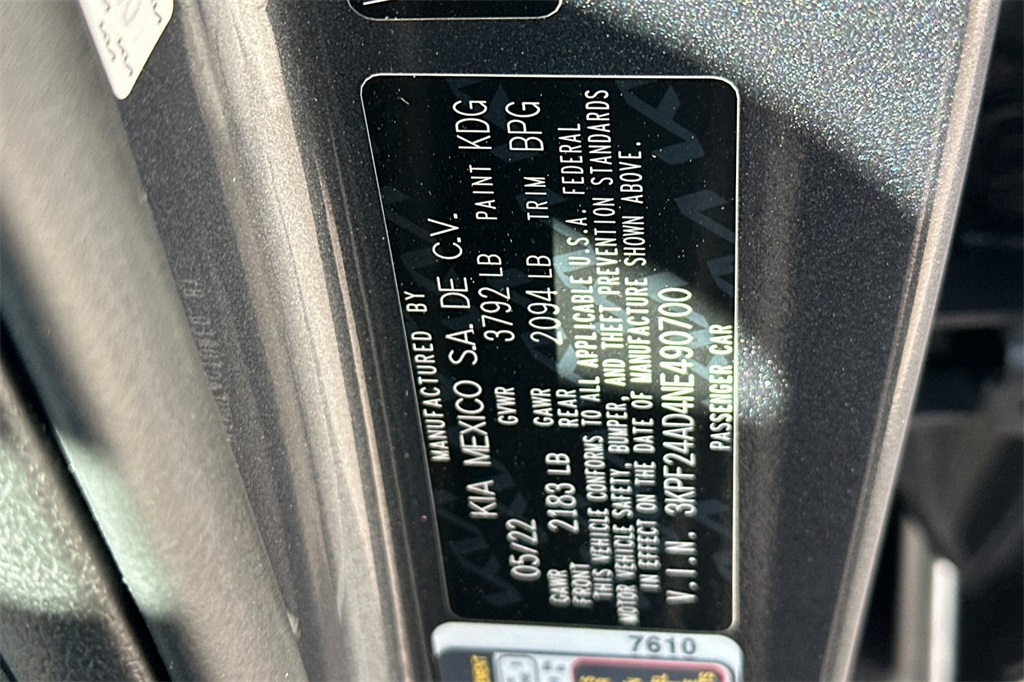 MANUFACTURED BY
KIA MEXICO S.A. DE C.V.
05/22 GVWR 3792 LB PAINT KDG
GAWR FRONT 2183 LB GAWR REAR 2094 LB TRIM BPG
THIS VEHICLE CONFORMS TO ALL APPLICABLE U.S.A. FEDERAL
MOTOR VEHICLE SAFETY, BUMPER, AND THEFT PREVENTION STANDARDS
IN EFFECT ON THE DATE OF MANUFACTURE SHOWN ABOVE.
V.I.N. 3KPF24AD4NE490700
PASSENGER CAR
7610